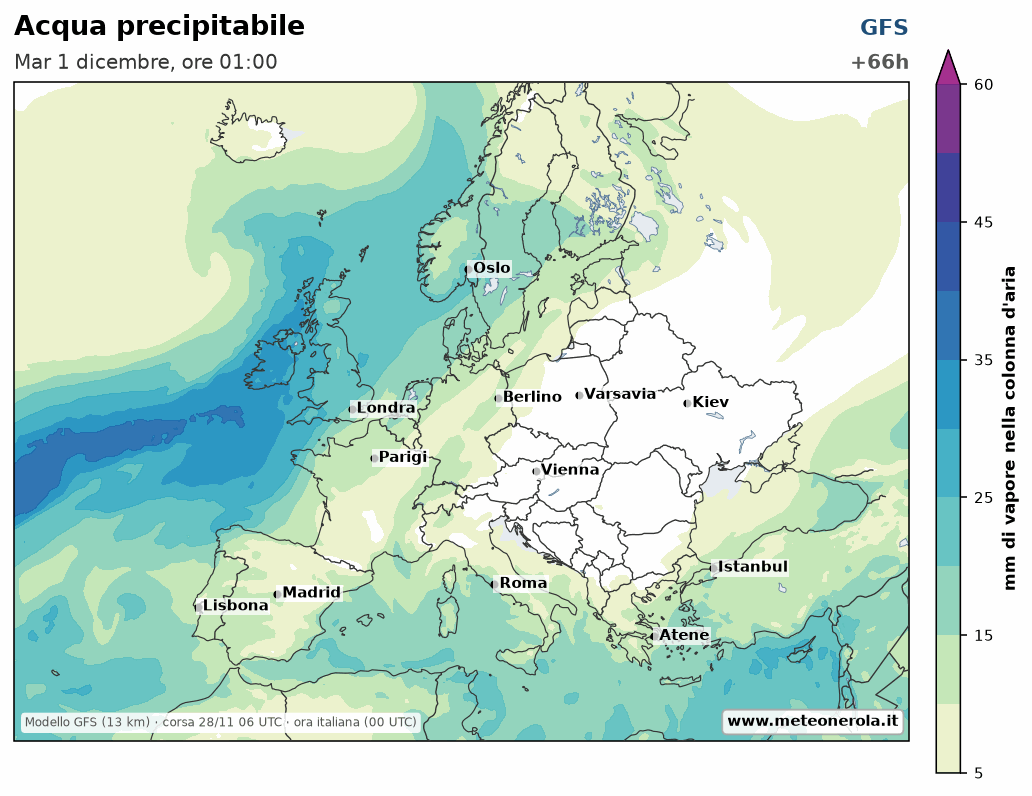 Acqua precipitabile
GFS
Mar 1 dicembre, ore 01:00
+66h
60
45
35
25
15
5
mm di vapore nella colonna d'aria
Oslo
Londra
Berlino
Varsavia
Kiev
Parigi
Vienna
Istanbul
Roma
Madrid
Lisbona
Atene
Modello GFS (13 km) · corsa 28/11 06 UTC · ora italiana (00 UTC)
www.meteonerola.it